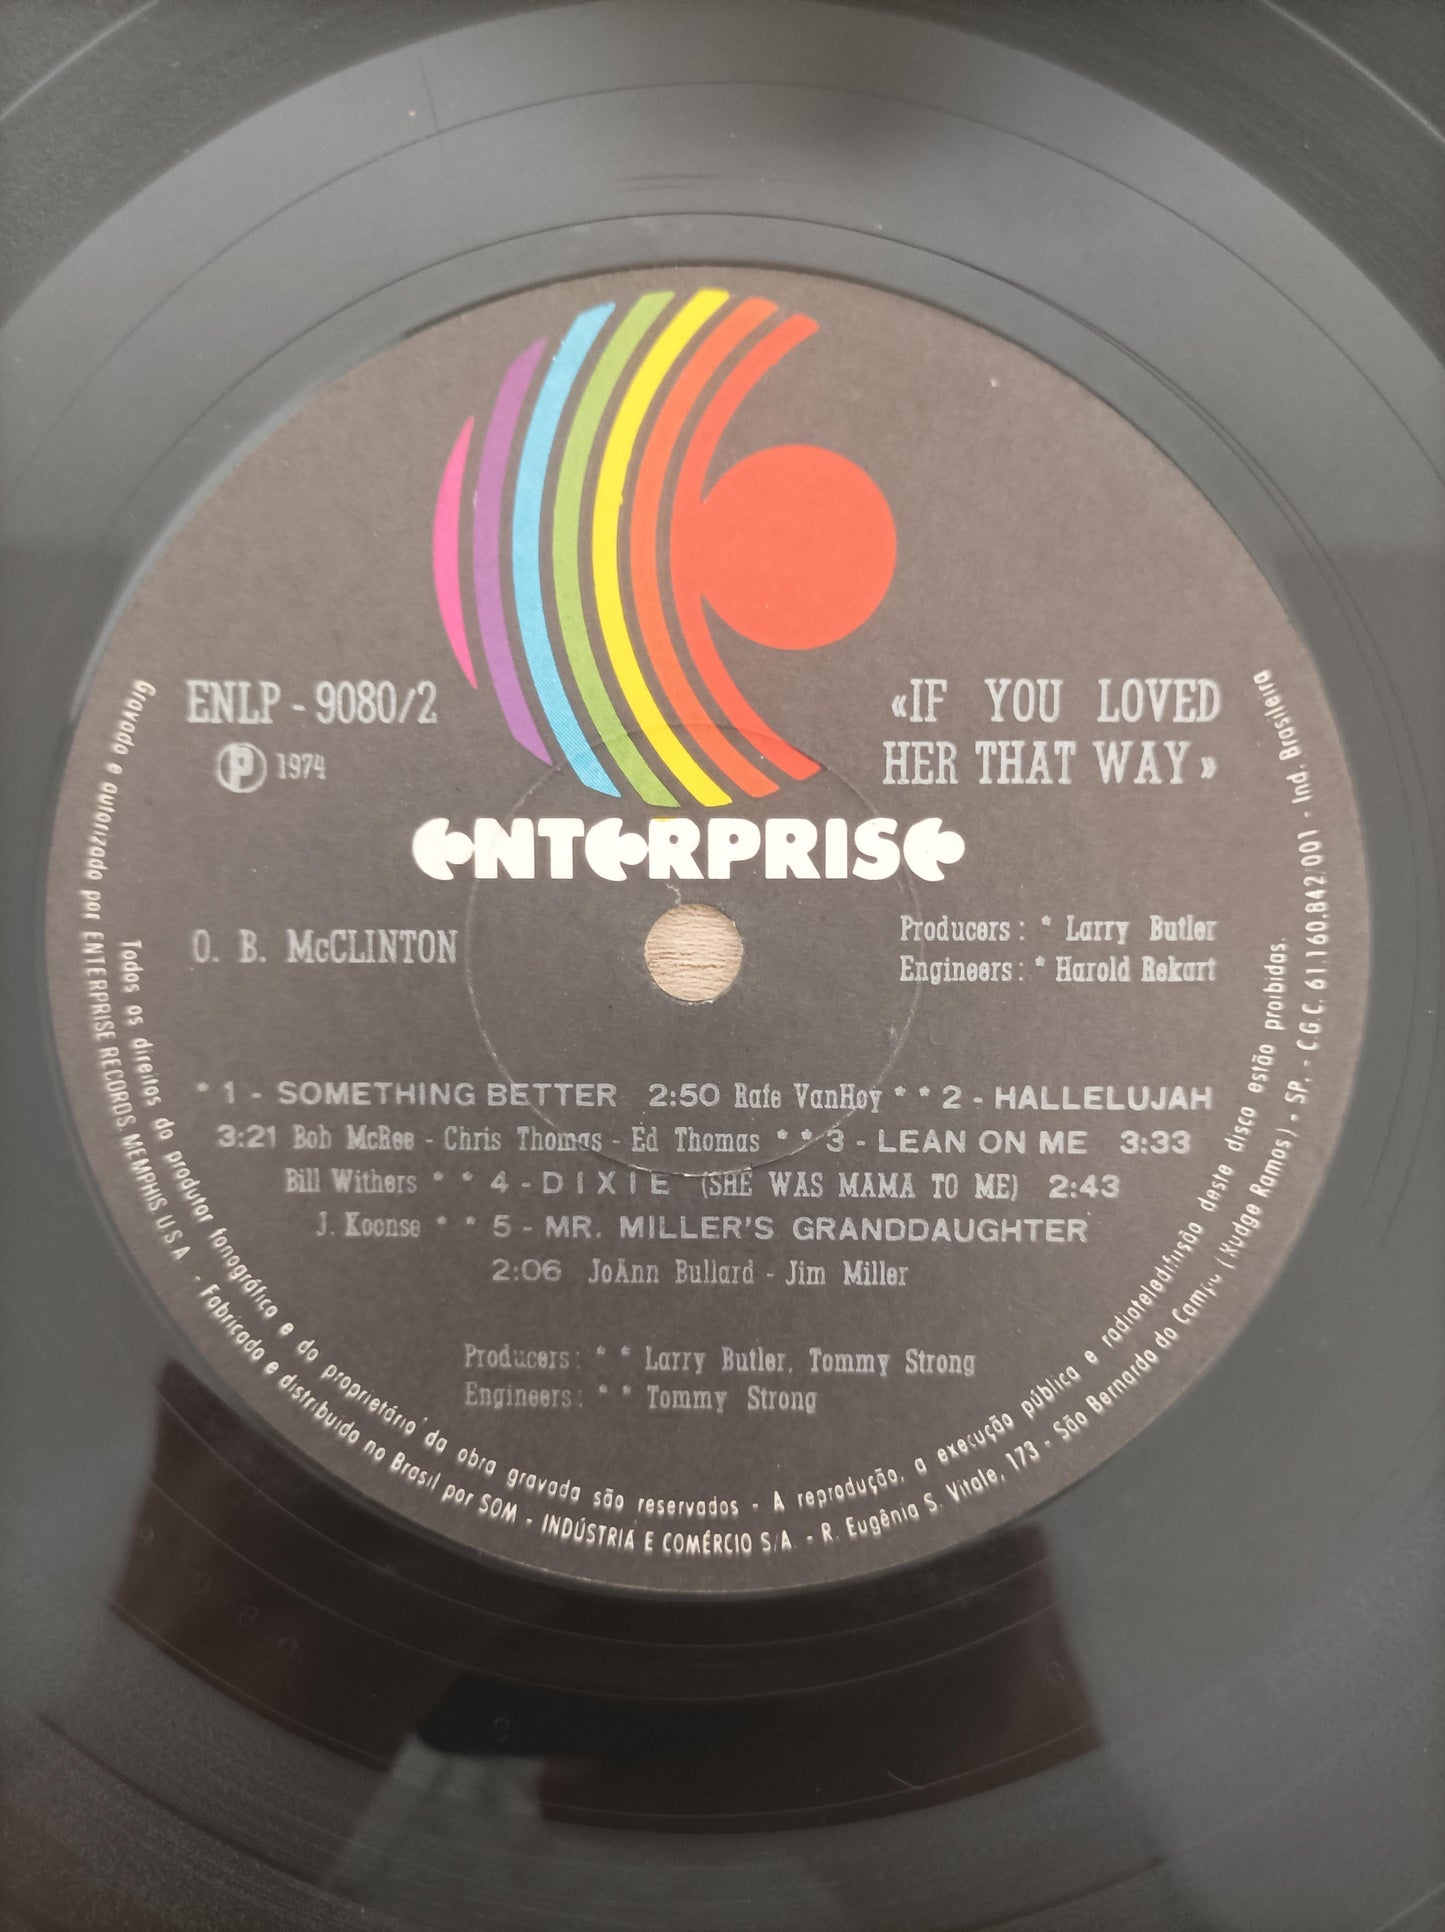 ENLP - 9080/2
P 1974
«IF YOU LOVED
HER THAT WAY»
ENTERPRISE
O. B. McCLINTON
Producers: * Larry Butler
Engineers: * Harold Rekart
* 1 - SOMETHING BETTER 2:50 Rafe VanHoy * * 2 - HALLELUJAH
3:21 Bob McRee - Chris Thomas - Ed Thomas * * 3 - LEAN ON ME 3:33
Bill Withers * * 4 - DIXIE (SHE WAS MAMA TO ME) 2:43
J. Koonse * * 5 - MR. MILLER'S GRANDDAUGHTER
2:06 JoAnn Bullard - Jim Miller
Producers: * * Larry Butler, Tommy Strong
Engineers: * * Tommy Strong
Todos os direitos do produtor fonográfico e do proprietário da obra gravada são reservados - A reprodução, a execução pública e radioteledifusão deste disco estão proibidas.
Gravado e autorizado por ENTERPRISE RECORDS, MEMPHIS U.S.A. - Fabricado e distribuido no Brasil por SOM - INDÚSTRIA E COMÉRCIO S/A. - R. Eugênia S. Vitale, 173 - São Bernardo do Campo (Rudge Ramos) - SP. - C.G.C. 61.160.842/001 - Ind. Brasileira